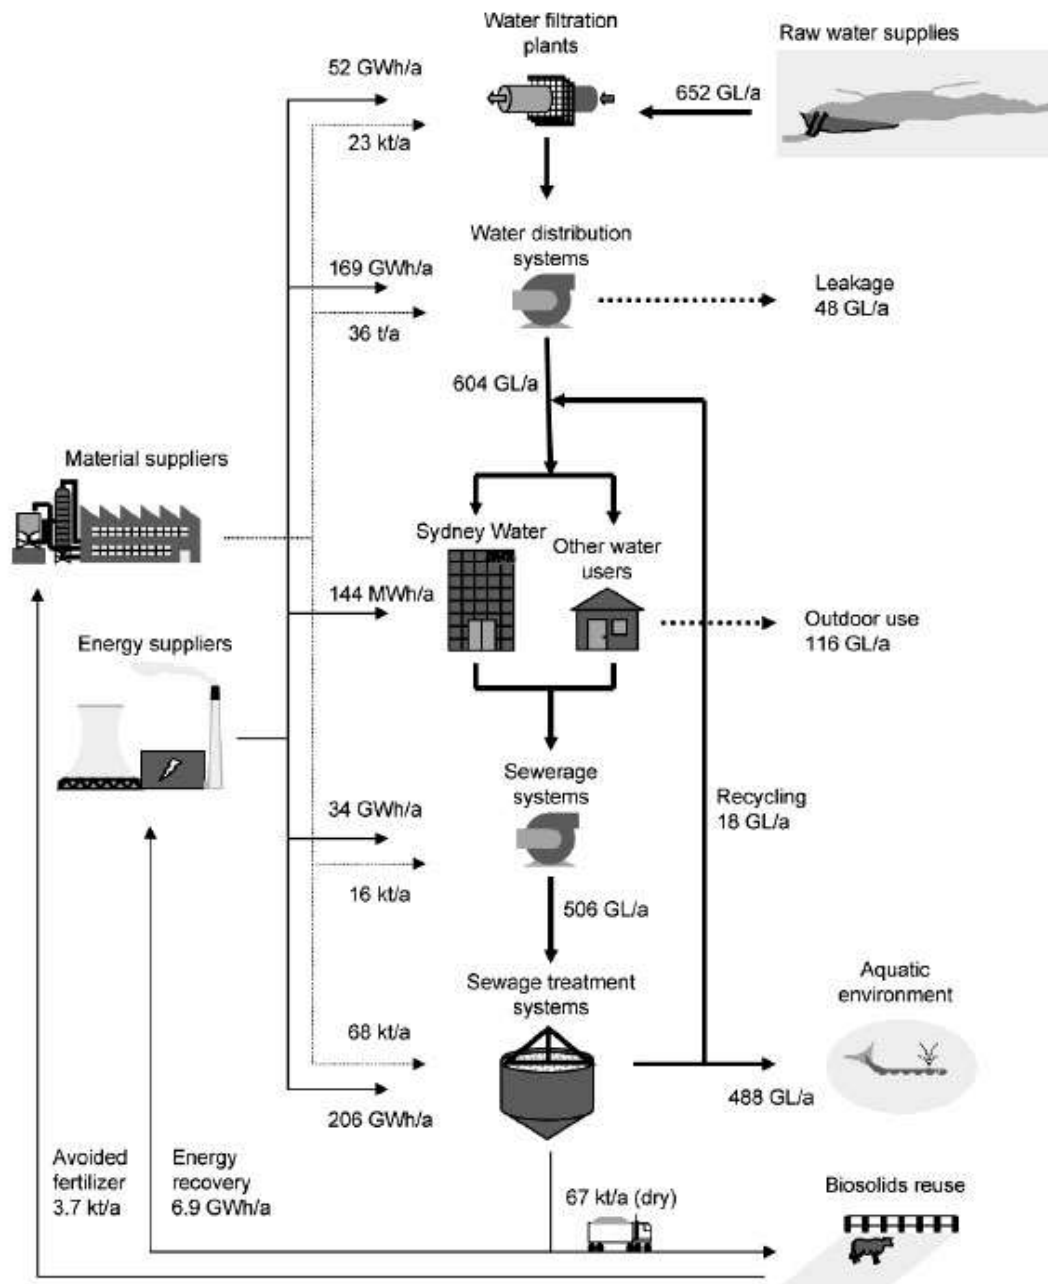 Water filtration
plants
Raw water supplies
52 GWh/a
652 GL/a
23 kt/a
Water distribution
systems
169 GWh/a
Leakage
48 GL/a
36 t/a
604 GL/a
Material suppliers
Sydney Water
Other water
users
144 MWh/a
Outdoor use
116 GL/a
Energy suppliers
Sewerage
systems
34 GWh/a
Recycling
18 GL/a
16 kt/a
506 GL/a
Aquatic
environment
Sewage treatment
systems
68 kt/a
488 GL/a
206 GWh/a
Avoided
fertilizer
3.7 kt/a
Energy
recovery
6.9 GWh/a
67 kt/a (dry)
Biosolids reuse